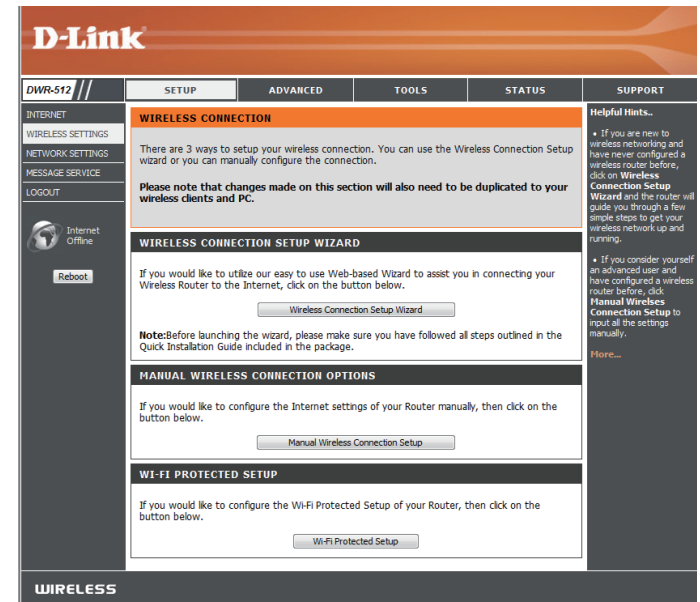 D-Link
DWR-512
SETUP
ADVANCED
TOOLS
STATUS
SUPPORT
INTERNET
WIRELESS SETTINGS
NETWORK SETTINGS
MESSAGE SERVICE
LOGOUT
Internet
Offline
Reboot
WIRELESS CONNECTION
There are 3 ways to setup your wireless connection. You can use the Wireless Connection Setup
wizard or you can manually configure the connection.
Please note that changes made on this section will also need to be duplicated to your
wireless clients and PC.
WIRELESS CONNECTION SETUP WIZARD
If you would like to utilize our easy to use Web-based Wizard to assist you in connecting your
Wireless Router to the Internet, click on the button below.
Wireless Connection Setup Wizard
Note:Before launching the wizard, please make sure you have followed all steps outlined in the
Quick Installation Guide included in the package.
MANUAL WIRELESS CONNECTION OPTIONS
If you would like to configure the Internet settings of your Router manually, then click on the
button below.
Manual Wireless Connection Setup
WI-FI PROTECTED SETUP
If you would like to configure the Wi-Fi Protected Setup of your Router, then click on the
button below.
Wi-Fi Protected Setup
Helpful Hints..
• If you are new to
wireless networking and
have never configured a
wireless router before,
click on Wireless
Connection Setup
Wizard and the router will
guide you through a few
simple steps to get your
wireless network up and
running.
• If you consider yourself
an advanced user and
have configured a wireless
router before, click
Manual Wirelses
Connection Setup to
input all the settings
manually.
More...
WIRELESS